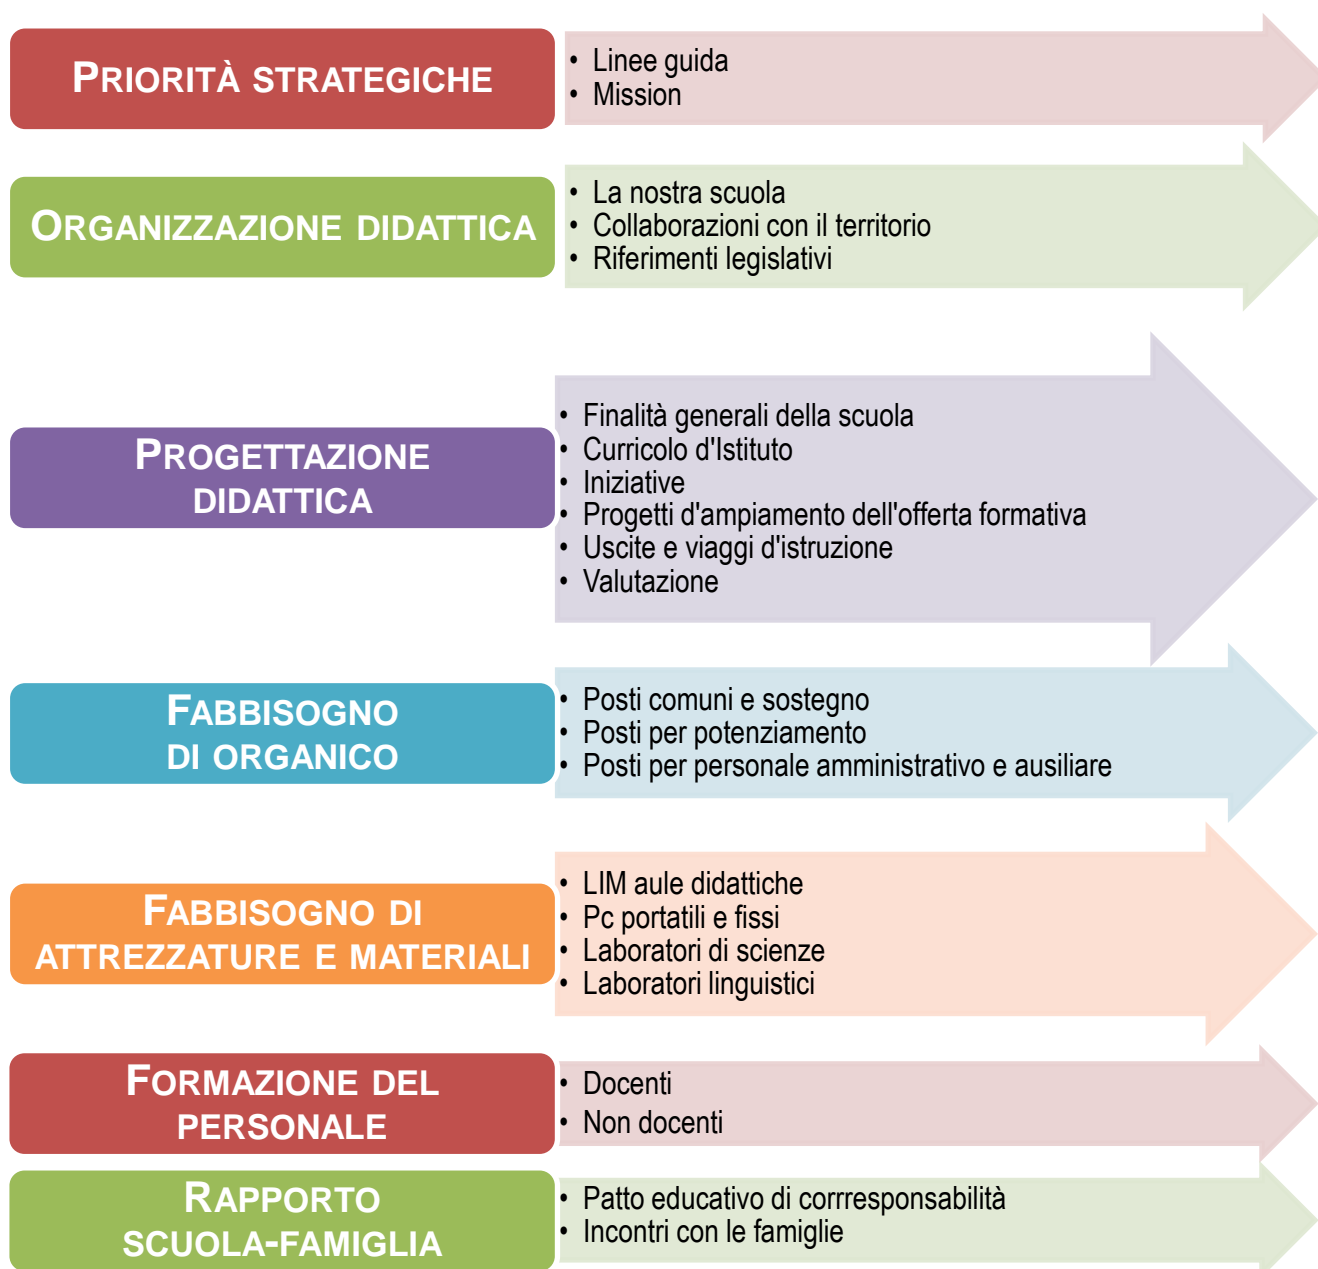 PRIORITÀ STRATEGICHE
• Linee guida
• Mission
ORGANIZZAZIONE DIDATTICA
• La nostra scuola
• Collaborazioni con il territorio
• Riferimenti legislativi
PROGETTAZIONE
DIDATTICA
• Finalità generali della scuola
• Curricolo d'Istituto
• Iniziative
• Progetti d'ampiamento dell'offerta formativa
• Uscite e viaggi d'istruzione
• Valutazione
FABBISOGNO
DI ORGANICO
• Posti comuni e sostegno
• Posti per potenziamento
• Posti per personale amministrativo e ausiliare
FABBISOGNO DI
ATTREZZATURE E MATERIALI
• LIM aule didattiche
• Pc portatili e fissi
• Laboratori di scienze
• Laboratori linguistici
FORMAZIONE DEL
PERSONALE
• Docenti
• Non docenti
RAPPORTO
SCUOLA-FAMIGLIA
• Patto educativo di corrresponsabilità
• Incontri con le famiglie